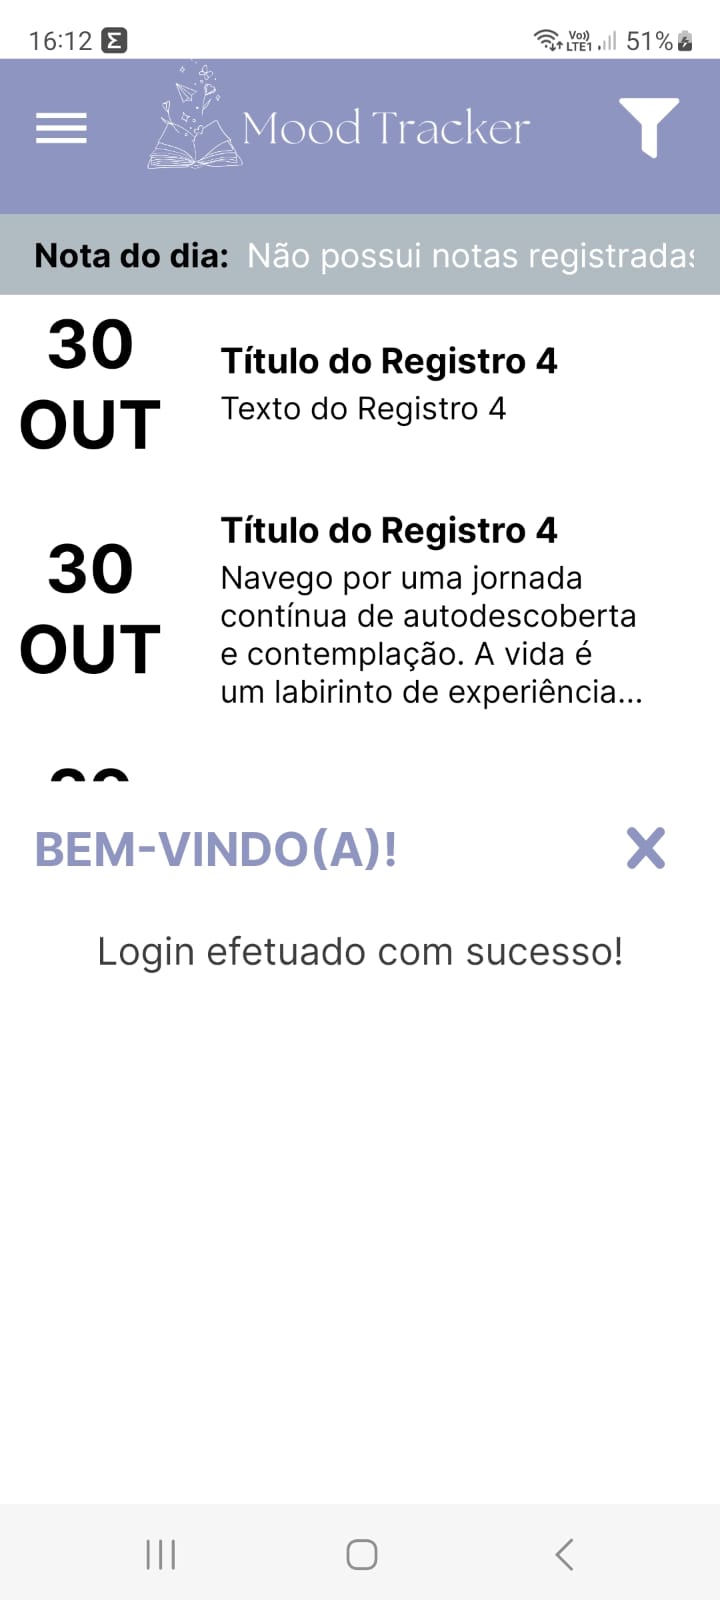 16:12 Σ Vo)) LTE1 51%
Mood Tracker
Nota do dia: Não possui notas registradas
30
OUT
Título do Registro 4
Texto do Registro 4
30
OUT
Título do Registro 4
Navego por uma jornada
contínua de autodescoberta
e contemplação. A vida é
um labirinto de experiência...
BEM-VINDO(A)!
Login efetuado com sucesso!